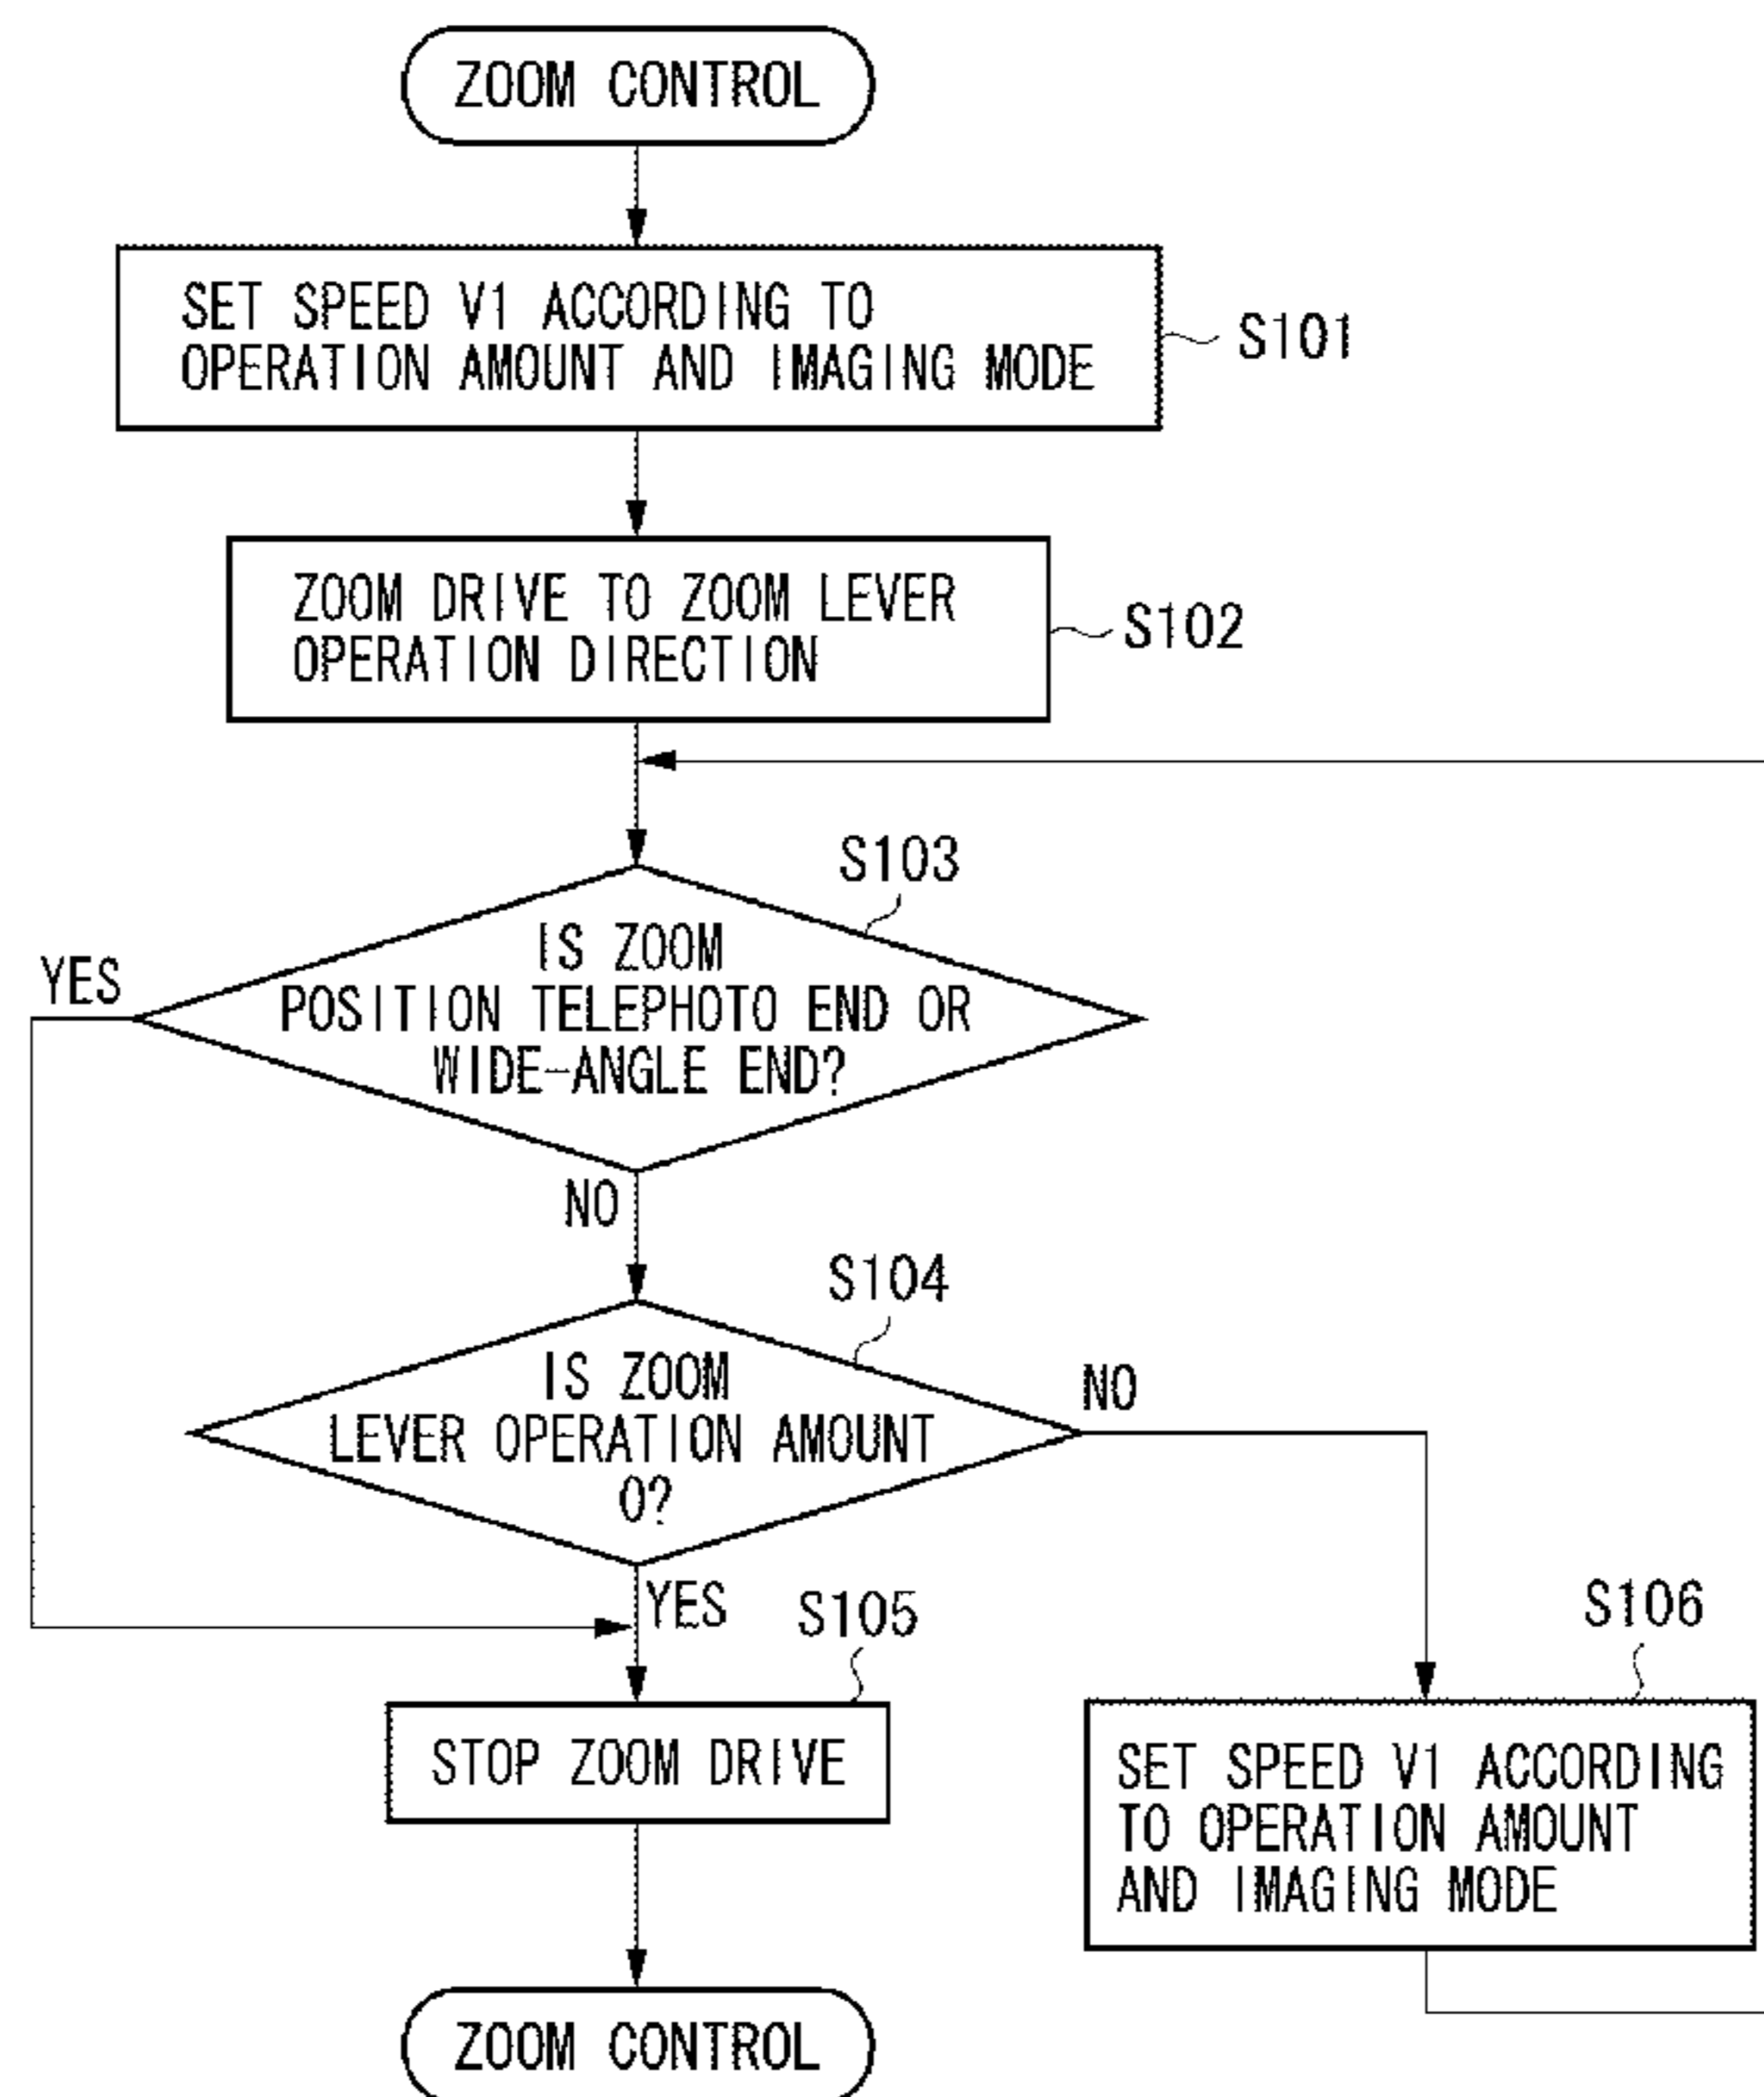 ZOOM CONTROL
SET SPEED V1 ACCORDING TO
OPERATION AMOUNT AND IMAGING MODE
S101
ZOOM DRIVE TO ZOOM LEVER
OPERATION DIRECTION
S102
S103
IS ZOOM
POSITION TELEPHOTO END OR
WIDE-ANGLE END?
YES
NO
S104
IS ZOOM
LEVER OPERATION AMOUNT
0?
NO
YES
S105
STOP ZOOM DRIVE
S106
SET SPEED V1 ACCORDING
TO OPERATION AMOUNT
AND IMAGING MODE
ZOOM CONTROL